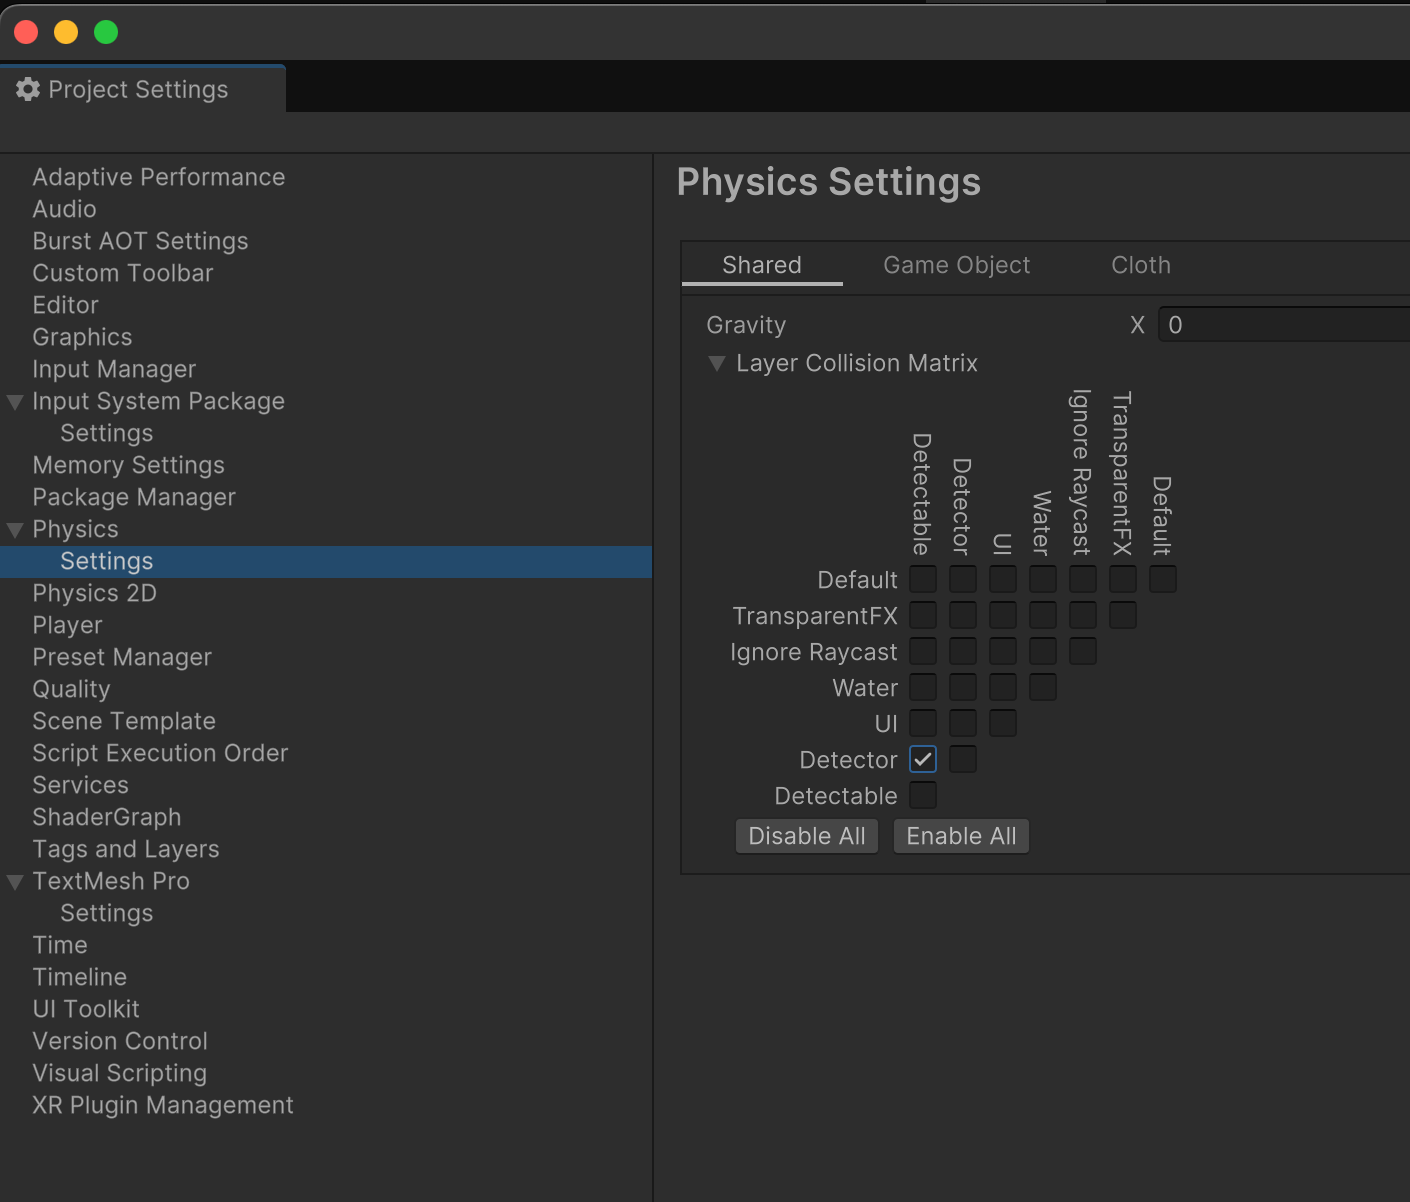 Project Settings
Adaptive Performance
Audio
Burst AOT Settings
Custom Toolbar
Editor
Graphics
Input Manager
Input System Package
Settings
Memory Settings
Package Manager
Physics
Settings
Physics 2D
Player
Preset Manager
Quality
Scene Template
Script Execution Order
Services
ShaderGraph
Tags and Layers
TextMesh Pro
Settings
Time
Timeline
UI Toolkit
Version Control
Visual Scripting
XR Plugin Management
Physics Settings
Shared Game Object Cloth
Gravity X 0
Layer Collision Matrix
Detectable
Detector
UI
Water
Ignore Raycast
TransparentFX
Default
Default
TransparentFX
Ignore Raycast
Water
UI
Detector
Detectable
Disable All Enable All